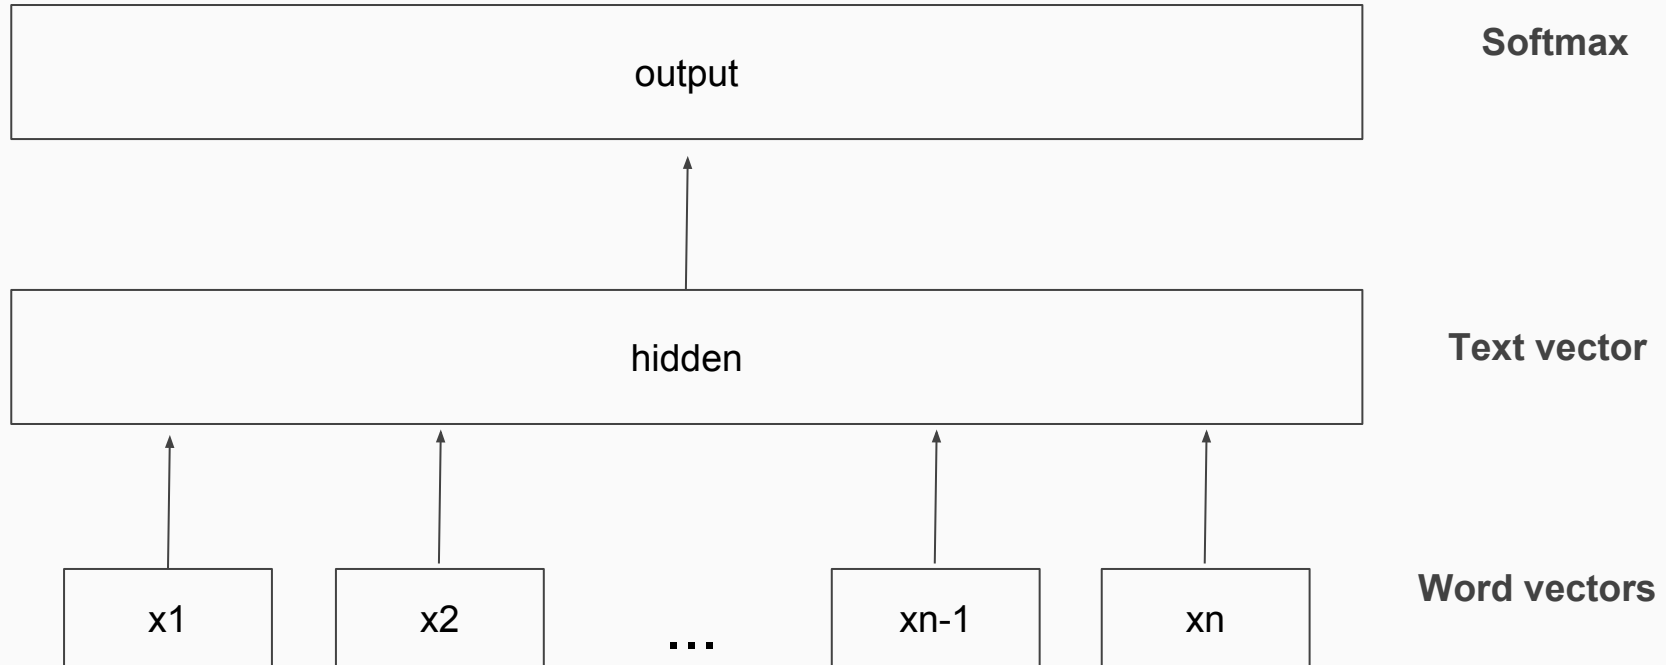 Softmax
output
Text vector
hidden
Word vectors
x1 x2 ... xn-1 xn